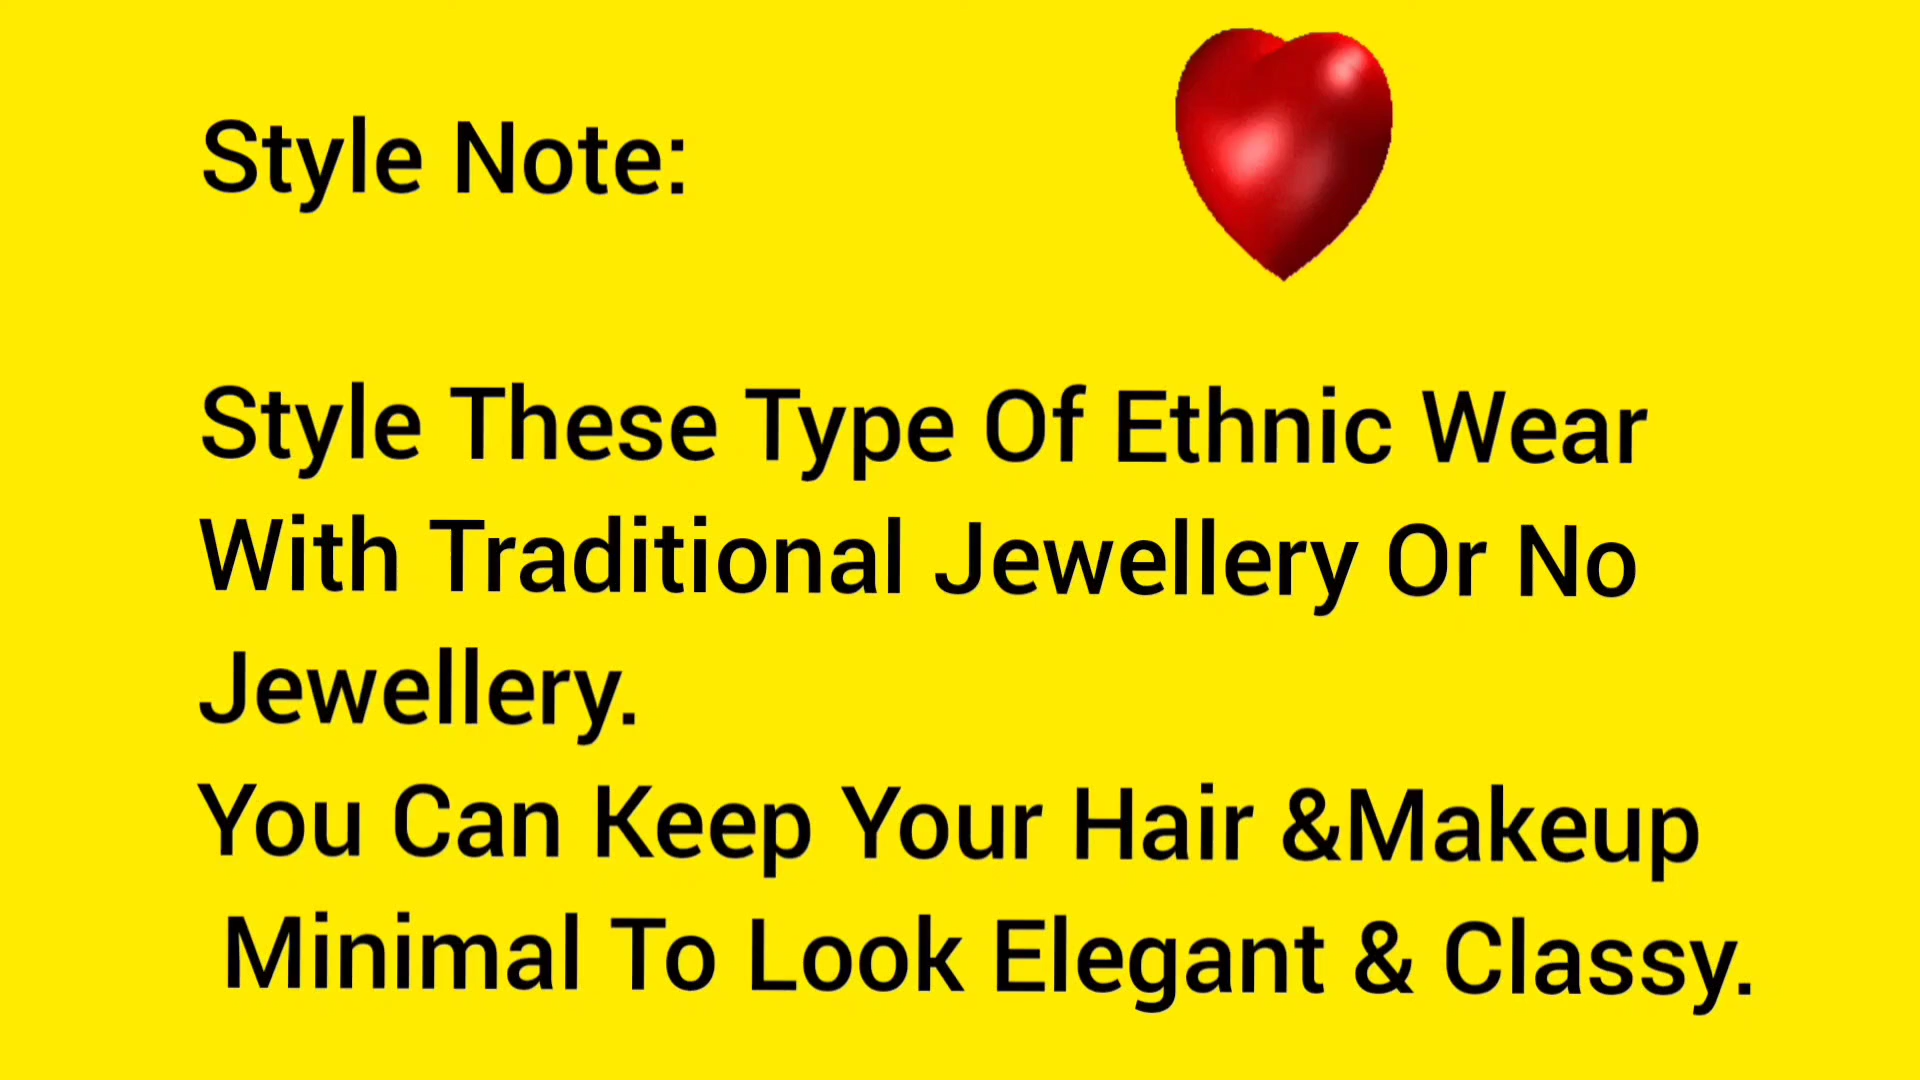 Style Note:
Style These Type Of Ethnic Wear
With Traditional Jewellery Or No
Jewellery.
You Can Keep Your Hair &Makeup
Minimal To Look Elegant & Classy.